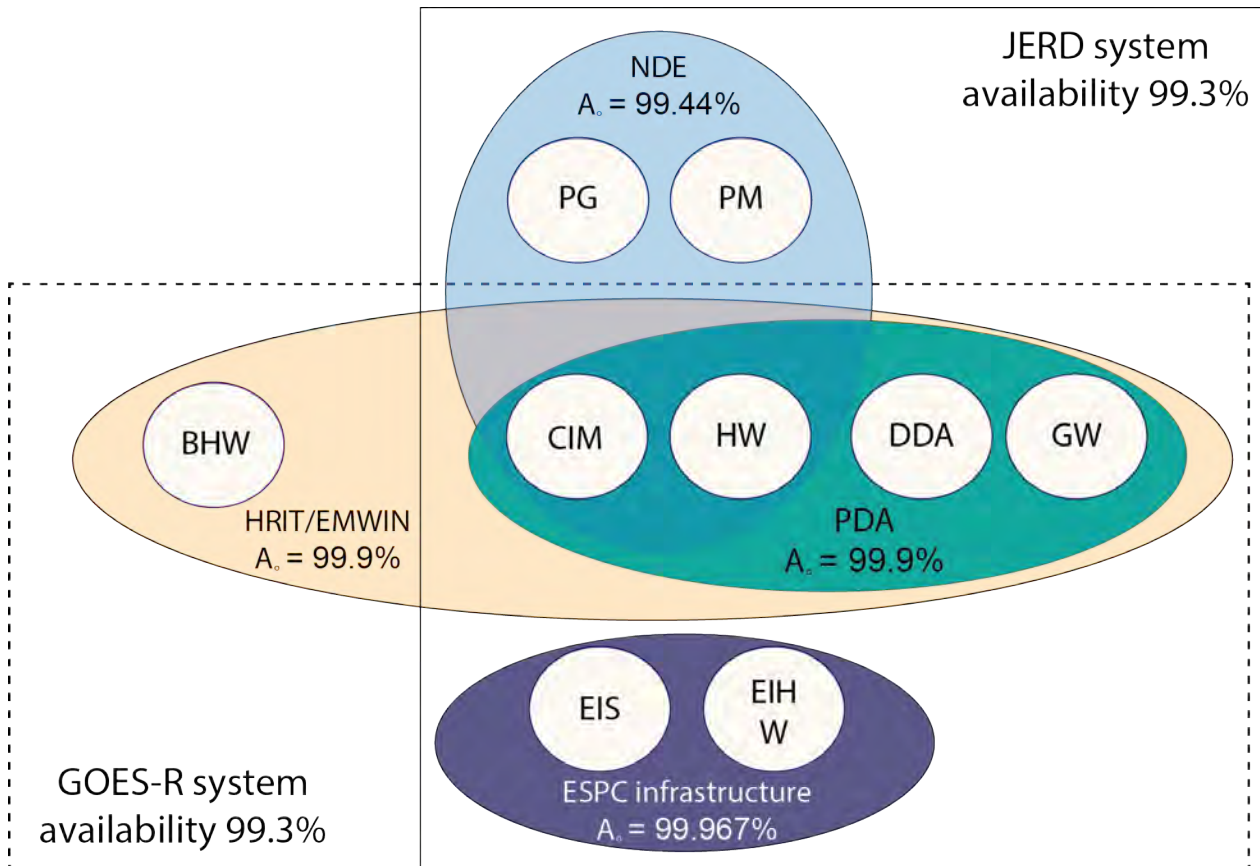 JERD system
availability 99.3%
NDE
A₀ = 99.44%
PG
PM
BHW
CIM
HW
DDA
GW
HRIT/EMWIN
A₀ = 99.9%
PDA
A₀ = 99.9%
EIS
EIH
W
ESPC infrastructure
A₀ = 99.967%
GOES-R system
availability 99.3%